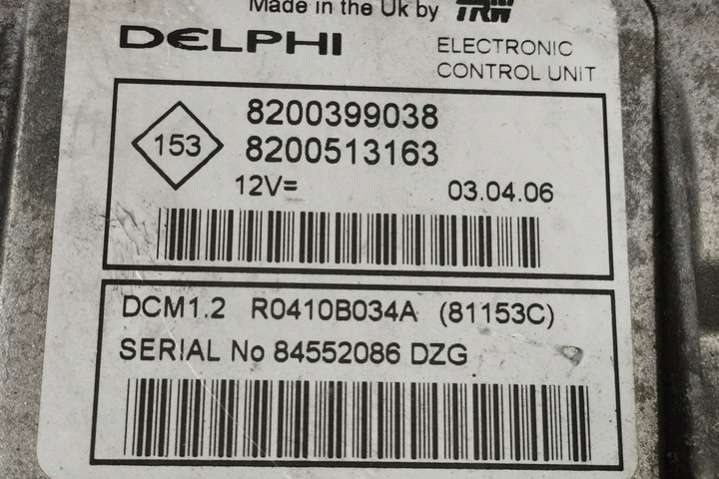 Made in the Uk by TRW
DELPHI
ELECTRONIC
CONTROL UNIT
153
8200399038
8200513163
12V= 03.04.06
DCM1.2 R0410B034A (81153C)
SERIAL No 84552086 DZG